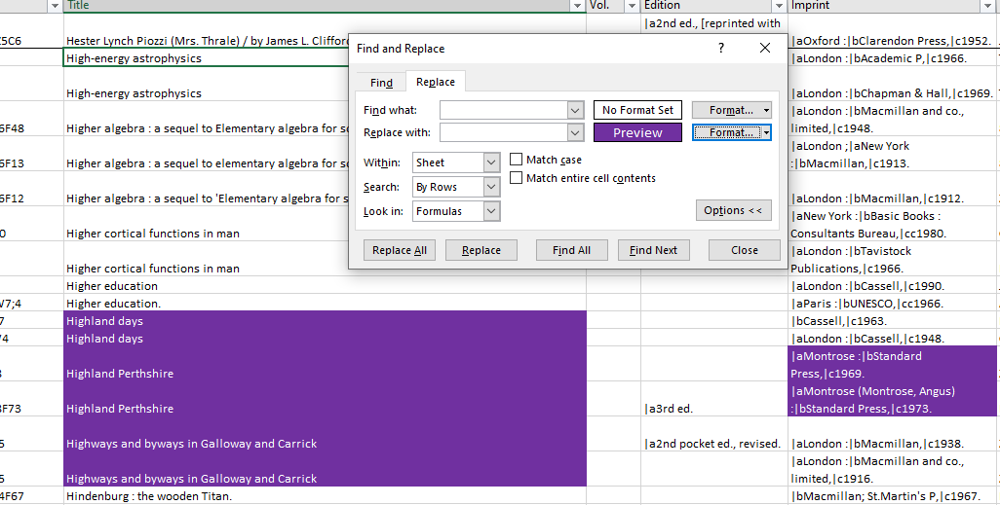 Title Vol. Edition Imprint
|a2nd ed., [reprinted with
C5C6 Hester Lynch Piozzi (Mrs. Thrale) / by James L. Clifford |aOxford :|bClarendon Press,|c1952.
High-energy astrophysics |aLondon :|bAcademic P,|c1966.
High-energy astrophysics |aLondon :|bChapman & Hall,|c1969.
6F48 Higher algebra : a sequel to Elementary algebra for sc |aLondon :|bMacmillan and co.,
limited,|c1948.
6F13 Higher algebra : a sequel to elementary algebra for sc |aLondon ;|aNew York
:|bMacmillan,|c1913.
6F12 Higher algebra : a sequel to 'Elementary algebra for s |aLondon :|bMacmillan,|c1912.
0 Higher cortical functions in man |aNew York :|bBasic Books :
Consultants Bureau,|cc1980.
Higher cortical functions in man |aLondon :|bTavistock
Publications,|c1966.
Higher education |aLondon :|bCassell,|c1990.
V7;4 Higher education. |aParis :|bUNESCO,|cc1966.
7 Highland days |bCassell,|c1963.
74 Highland days |aLondon :|bCassell,|c1948.
3 Highland Perthshire |aMontrose :|bStandard
Press,|c1969.
3F73 Highland Perthshire |a3rd ed. |aMontrose (Montrose, Angus)
:|bStandard Press,|c1973.
5 Highways and byways in Galloway and Carrick |a2nd pocket ed., revised. |aLondon :|bMacmillan,|c1938.
5 Highways and byways in Galloway and Carrick |aLondon :|bMacmillan and co.,
limited,|c1916.
4F67 Hindenburg : the wooden Titan. |bMacmillan; St.Martin's P,|c1967.
Find and Replace ?
Find Replace
Find what: No Format Set Format...
Replace with: Preview Format...
Within: Sheet Match case
Search: By Rows Match entire cell contents
Look in: Formulas
Options <<
Replace All Replace Find All Find Next Close